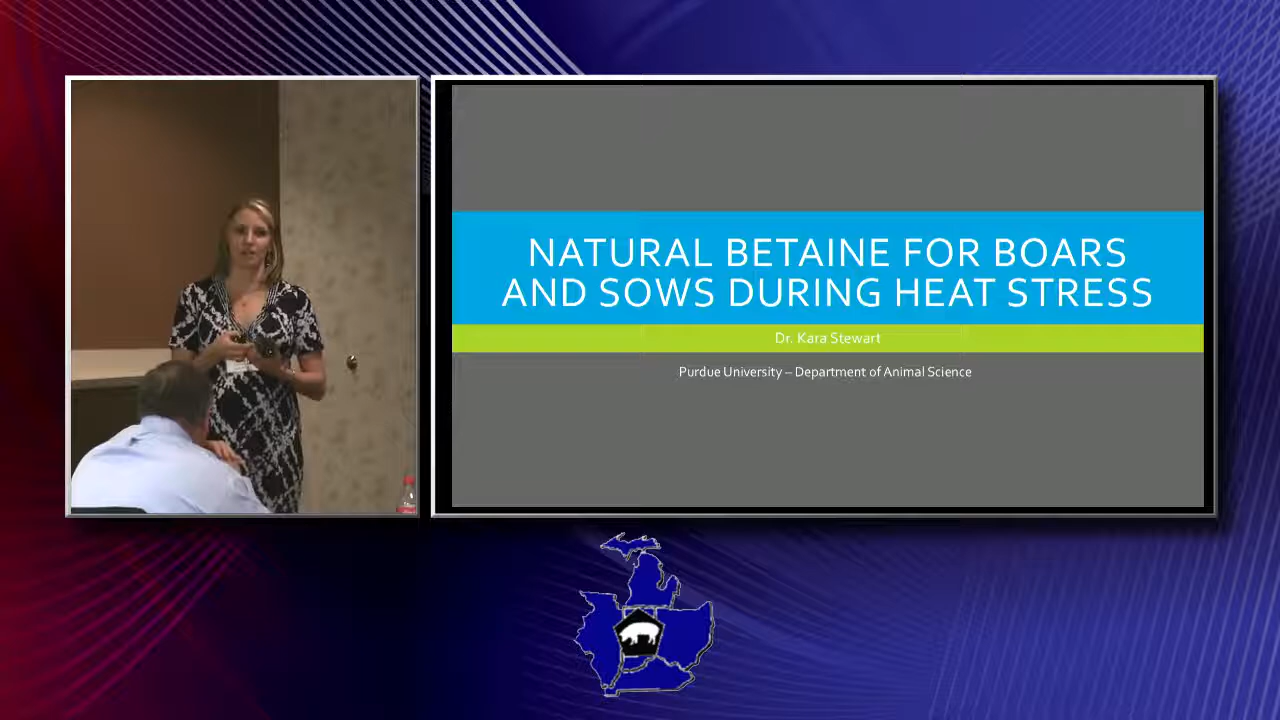 NATURAL BETAINE FOR BOARS
AND SOWS DURING HEAT STRESS
Dr. Kara Stewart
Purdue University – Department of Animal Science